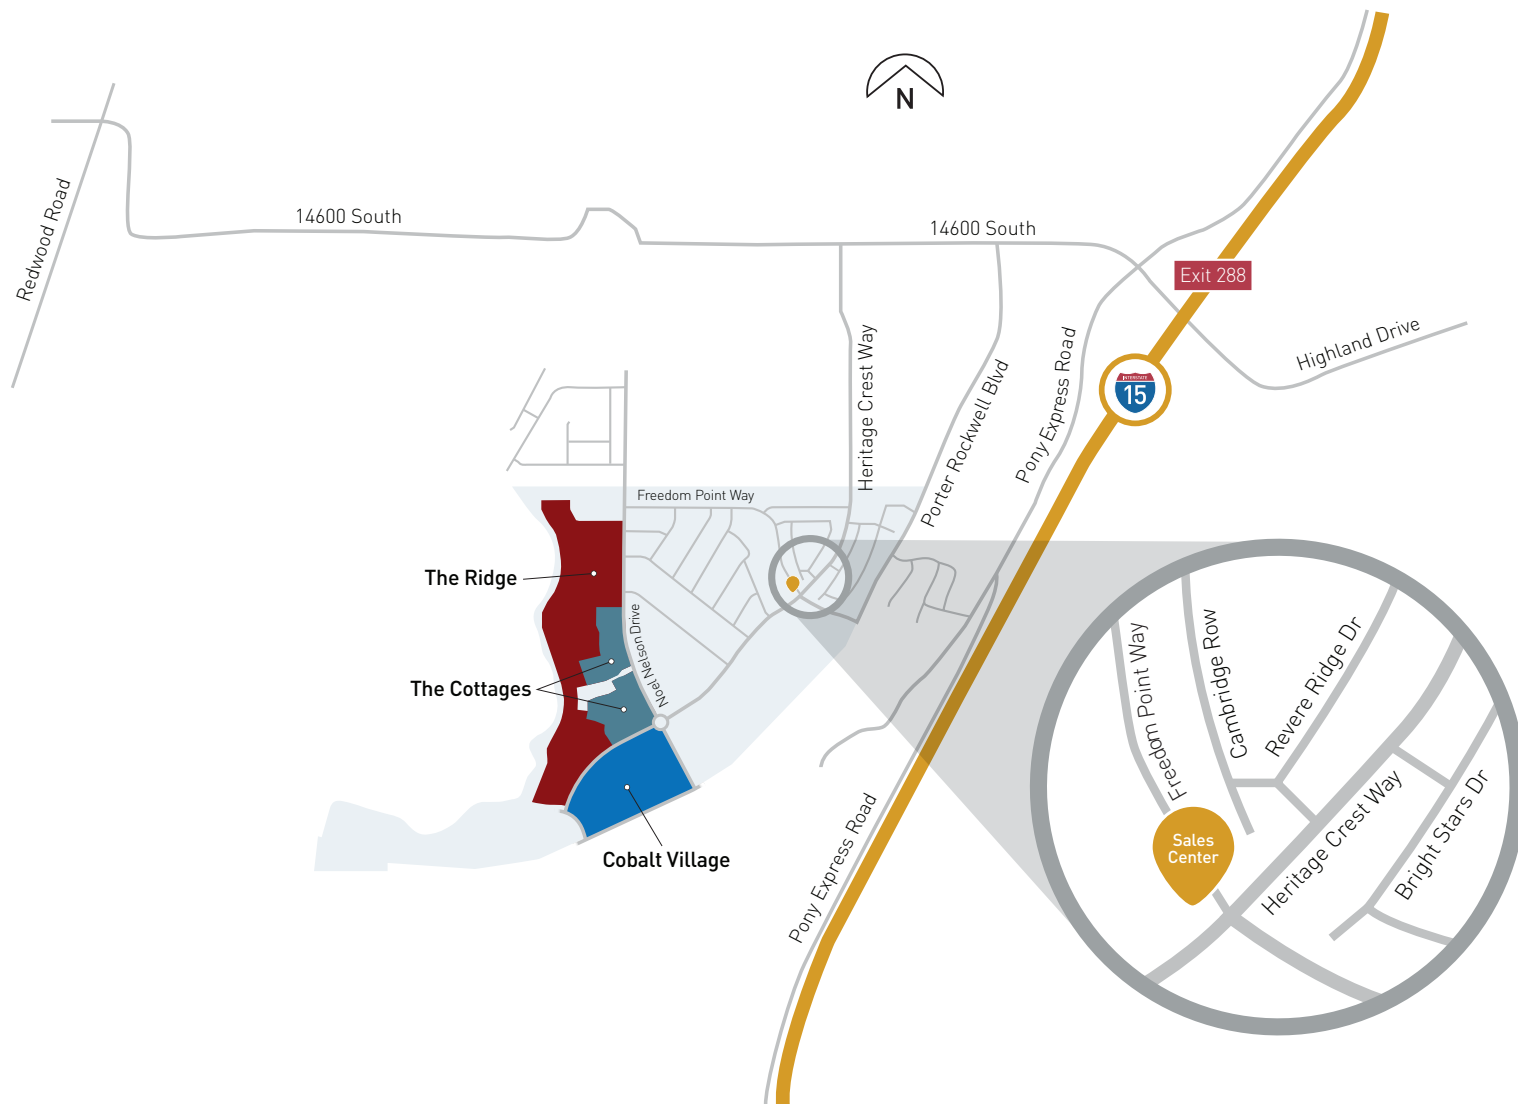 N
Redwood Road
14600 South
14600 South
Exit 288
Highland Drive
INTERSTATE
15
Heritage Crest Way
Porter Rockwell Blvd
Pony Express Road
Freedom Point Way
The Ridge
Noel Nelson Drive
The Cottages
Cobalt Village
Pony Express Road
Freedom Point Way
Cambridge Row
Revere Ridge Dr
Heritage Crest Way
Bright Stars Dr
Sales
Center